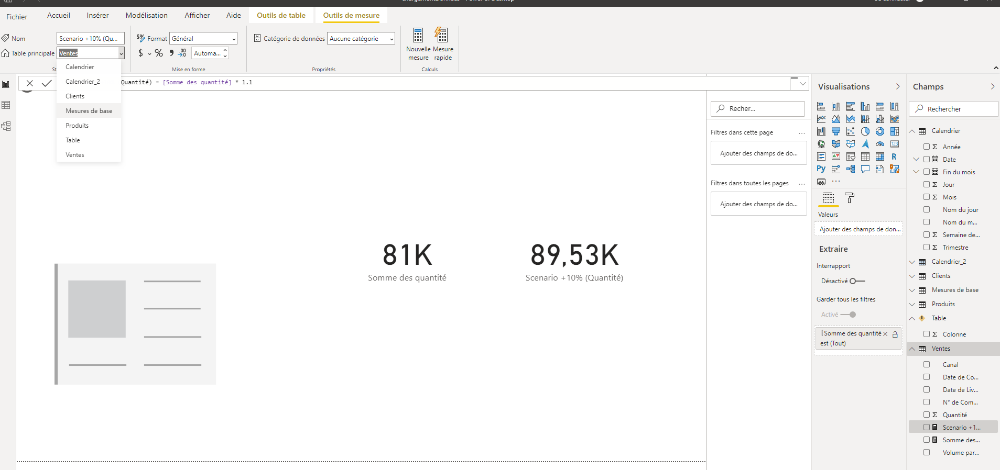 Fichier
Accueil
Insérer
Modélisation
Afficher
Aide
Outils de table
Outils de mesure
Nom
Scenario +10% (Qu...
Table principale
Ventes
Calendrier
Calendrier_2
Clients
Mesures de base
Produits
Table
Ventes
Format
Général
$
%
Automa...
Mise en forme
Catégorie de données
Aucune catégorie
Propriétés
Nouvelle mesure
Mesure rapide
Calculs
Quantité) = [Somme des quantité] * 1.1
81K
Somme des quantité
89,53K
Scenario +10% (Quantité)
Recher...
Filtres dans cette page
...
Ajouter des champs de do...
Filtres dans toutes les pages
...
Ajouter des champs de do...
Visualisations
123
R
Py
...
Valeurs
Ajouter des champs de don...
Extraire
Interrapport
Désactivé
Garder tous les filtres
Activé
Somme des quantité
est (Tout)
Champs
Rechercher
Calendrier
Σ Année
Date
Fin du mois
Σ Jour
Σ Mois
Nom du jour
Nom du m...
Σ Semaine de...
Σ Trimestre
Calendrier_2
Clients
Mesures de base
Produits
Table
Σ Colonne
Ventes
Canal
Date de Co...
Date de Liv...
N° de Com...
Σ Quantité
Scenario +1...
Somme des...
Volume par...